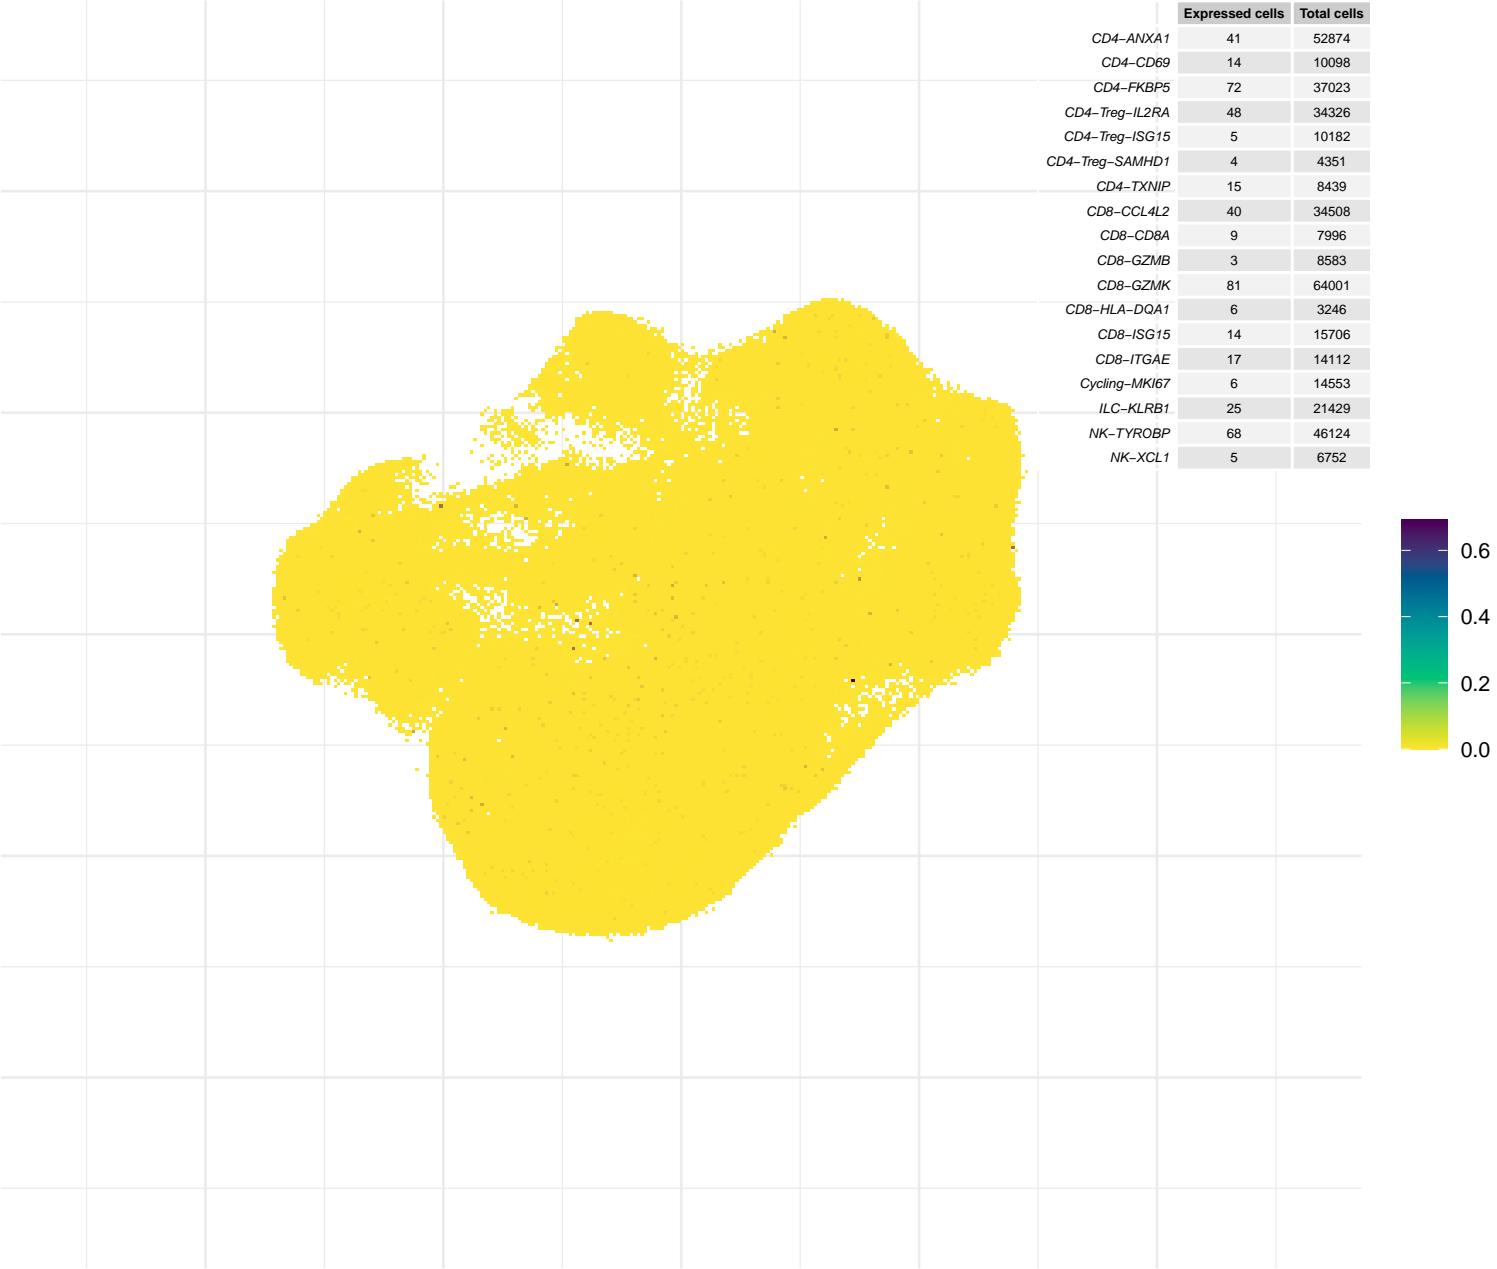 Expressed cells Total cells
CD4−ANXA1 41 52874
CD4−CD69 14 10098
CD4−FKBP5 72 37023
CD4−Treg−IL2RA 48 34326
CD4−Treg−ISG15 5 10182
CD4−Treg−SAMHD1 4 4351
CD4−TXNIP 15 8439
CD8−CCL4L2 40 34508
CD8−CD8A 9 7996
CD8−GZMB 3 8583
CD8−GZMK 81 64001
CD8−HLA−DQA1 6 3246
CD8−ISG15 14 15706
CD8−ITGAE 17 14112
Cycling−MKI67 6 14553
ILC−KLRB1 25 21429
NK−TYROBP 68 46124
NK−XCL1 5 6752
0.6
0.4
0.2
0.0